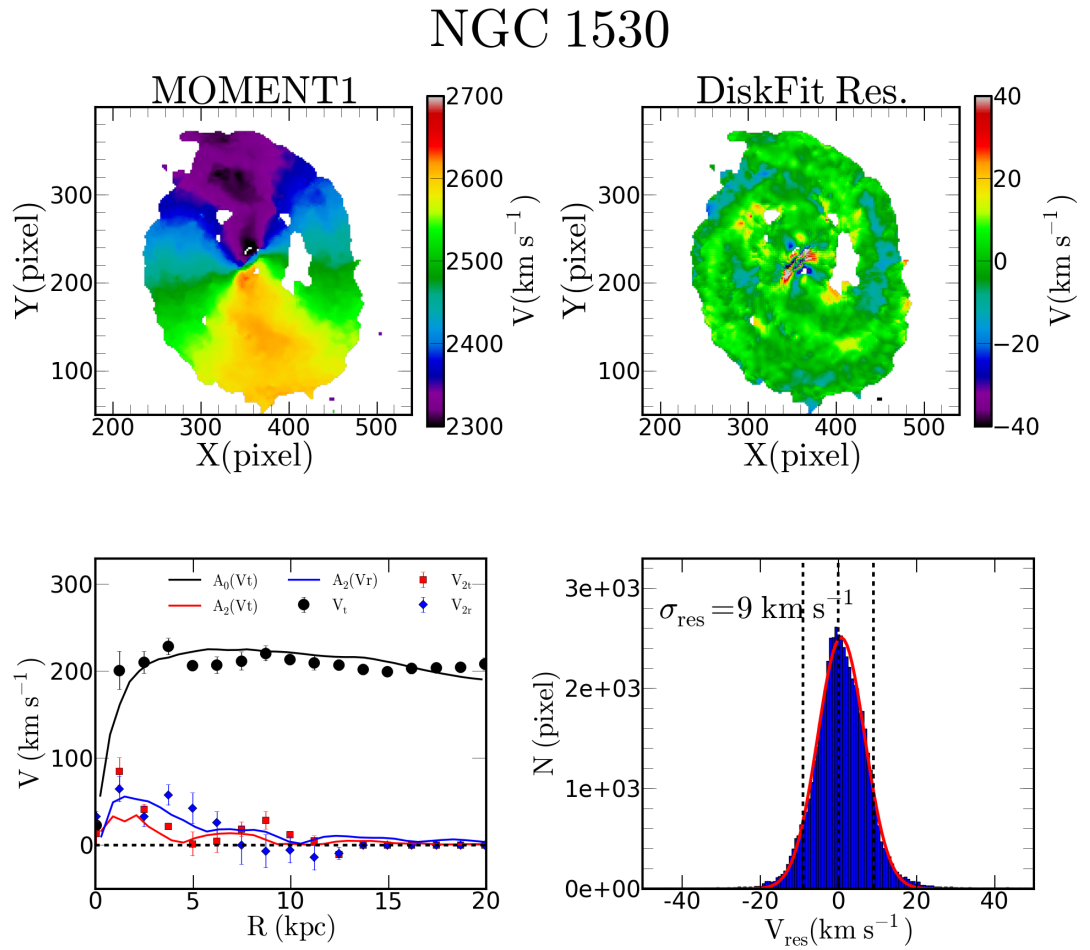 NGC 1530
MOMENT1
DiskFit Res.
2700
2600
2500
2400
2300
V(km s⁻¹)
300
200
100
Y(pixel)
200 300 400 500
X(pixel)
40
20
0
−20
−40
V(km s⁻¹)
300
200
100
Y(pixel)
200 300 400 500
X(pixel)
A₀(Vt)
A₂(Vr)
V₂ₜ
A₂(Vt)
Vₜ
V₂ᵣ
300
200
100
0
V (km s⁻¹)
0 5 10 15 20
R (kpc)
σ_res = 9 km s⁻¹
3e+03
2e+03
1e+03
0e+00
N (pixel)
-40 -20 0 20 40
V_res(km s⁻¹)